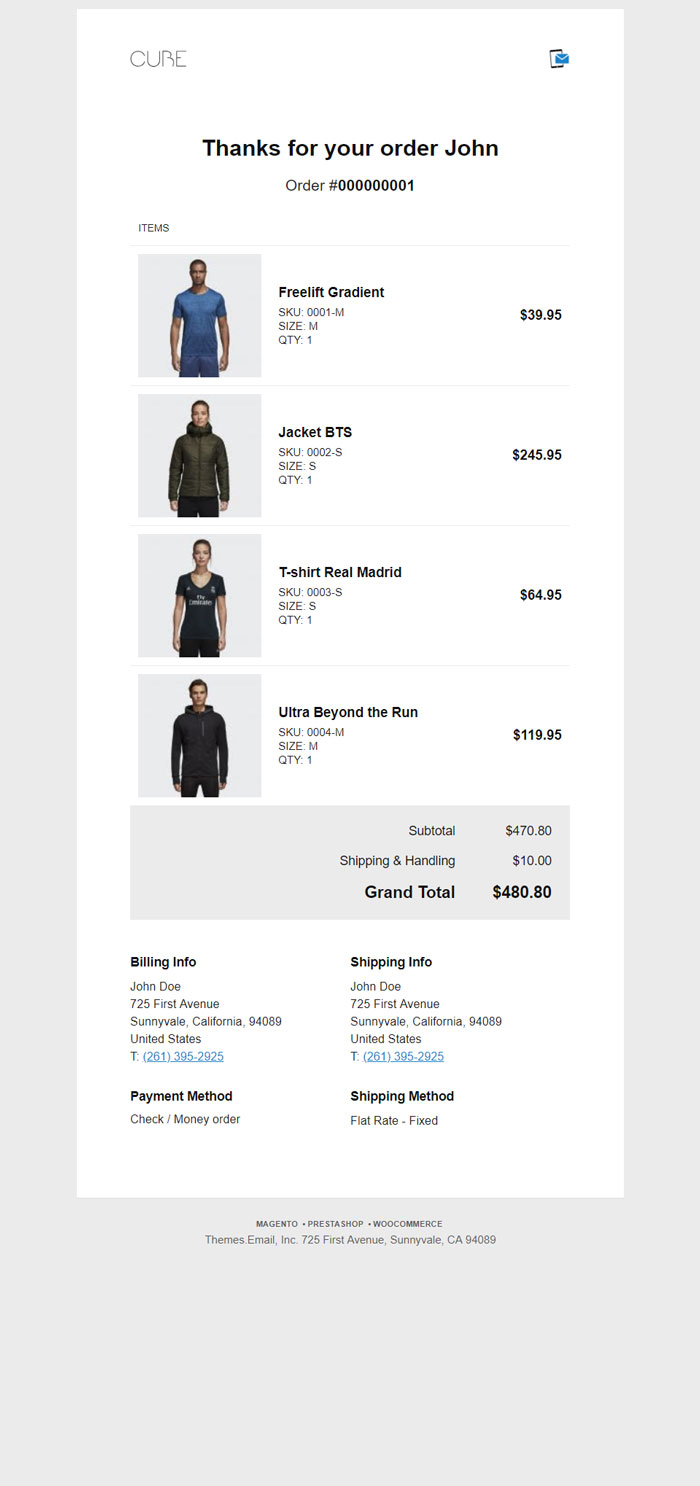 CURE
Thanks for your order John
Order #000000001
ITEMS
Freelift Gradient
SKU: 0001-M
SIZE: M
QTY: 1
$39.95
Jacket BTS
SKU: 0002-S
SIZE: S
QTY: 1
$245.95
Fly
Emirates
T-shirt Real Madrid
SKU: 0003-S
SIZE: S
QTY: 1
$64.95
Ultra Beyond the Run
SKU: 0004-M
SIZE: M
QTY: 1
$119.95
Subtotal $470.80
Shipping & Handling $10.00
Grand Total $480.80
Billing Info
John Doe
725 First Avenue
Sunnyvale, California, 94089
United States
T: (261) 395-2925
Shipping Info
John Doe
725 First Avenue
Sunnyvale, California, 94089
United States
T: (261) 395-2925
Payment Method
Check / Money order
Shipping Method
Flat Rate - Fixed
MAGENTO • PRESTASHOP • WOOCOMMERCE
Themes.Email, Inc. 725 First Avenue, Sunnyvale, CA 94089